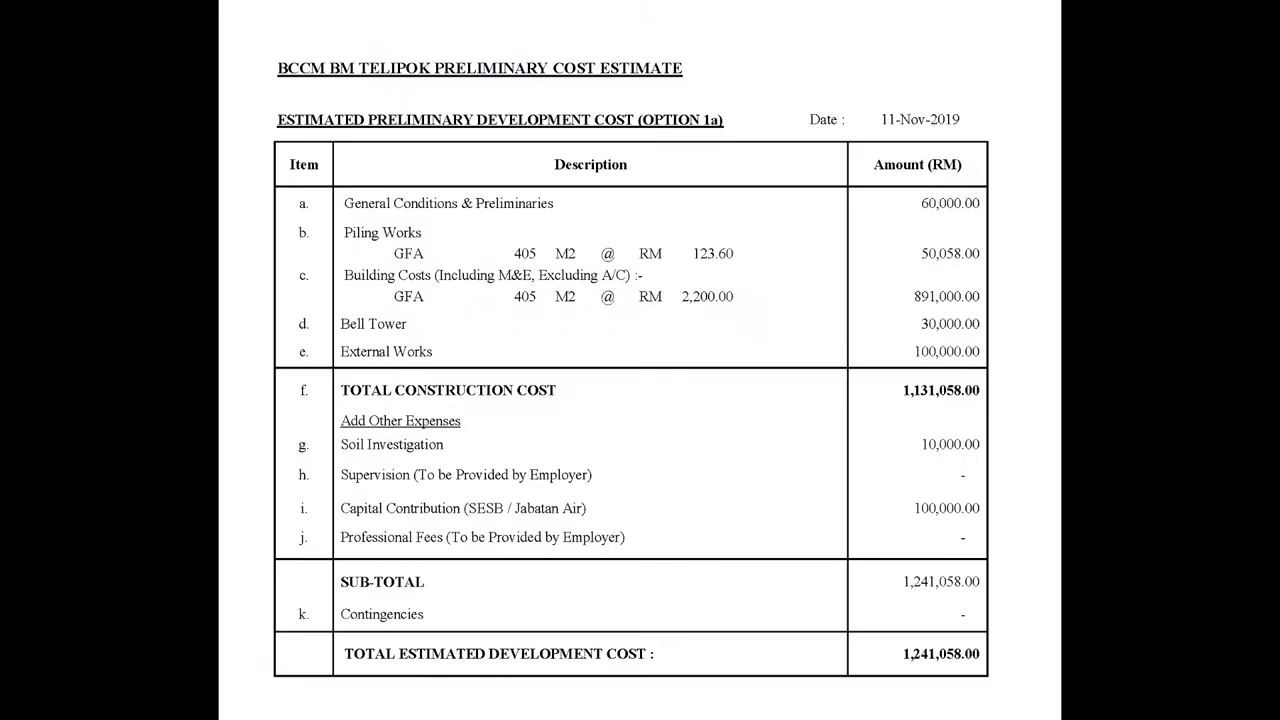 BCCM BM TELIPOK PRELIMINARY COST ESTIMATE
ESTIMATED PRELIMINARY DEVELOPMENT COST (OPTION 1a) Date : 11-Nov-2019
Item Description Amount (RM)
a. General Conditions & Preliminaries 60,000.00
b. Piling Works
GFA 405 M2 @ RM 123.60 50,058.00
c. Building Costs (Including M&E, Excluding A/C) :-
GFA 405 M2 @ RM 2,200.00 891,000.00
d. Bell Tower 30,000.00
e. External Works 100,000.00
f. TOTAL CONSTRUCTION COST 1,131,058.00
Add Other Expenses
g. Soil Investigation 10,000.00
h. Supervision (To be Provided by Employer) -
i. Capital Contribution (SESB / Jabatan Air) 100,000.00
j. Professional Fees (To be Provided by Employer) -
SUB-TOTAL 1,241,058.00
k. Contingencies -
TOTAL ESTIMATED DEVELOPMENT COST : 1,241,058.00